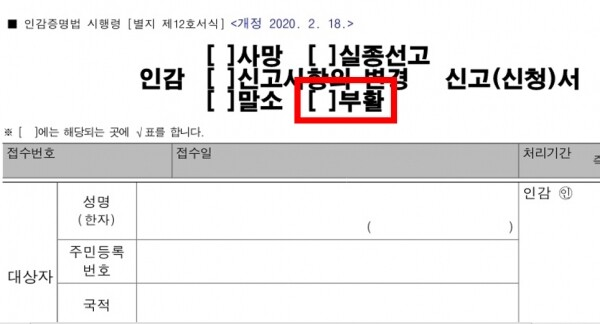 ■ 인감증명법 시행령 [별지 제12호서식] <개정 2020. 2. 18.>
[ ]사망 [ ]실종선고
인감 [ ]신고사항의 변경 신고(신청)서
[ ]말소 [ ]부활
※ [ ]에는 해당되는 곳에 √표를 합니다.
접수번호 접수일 처리기간 즉
대상자 성명
(한자) ( ) 인감 ㊞
주민등록
번호
국적